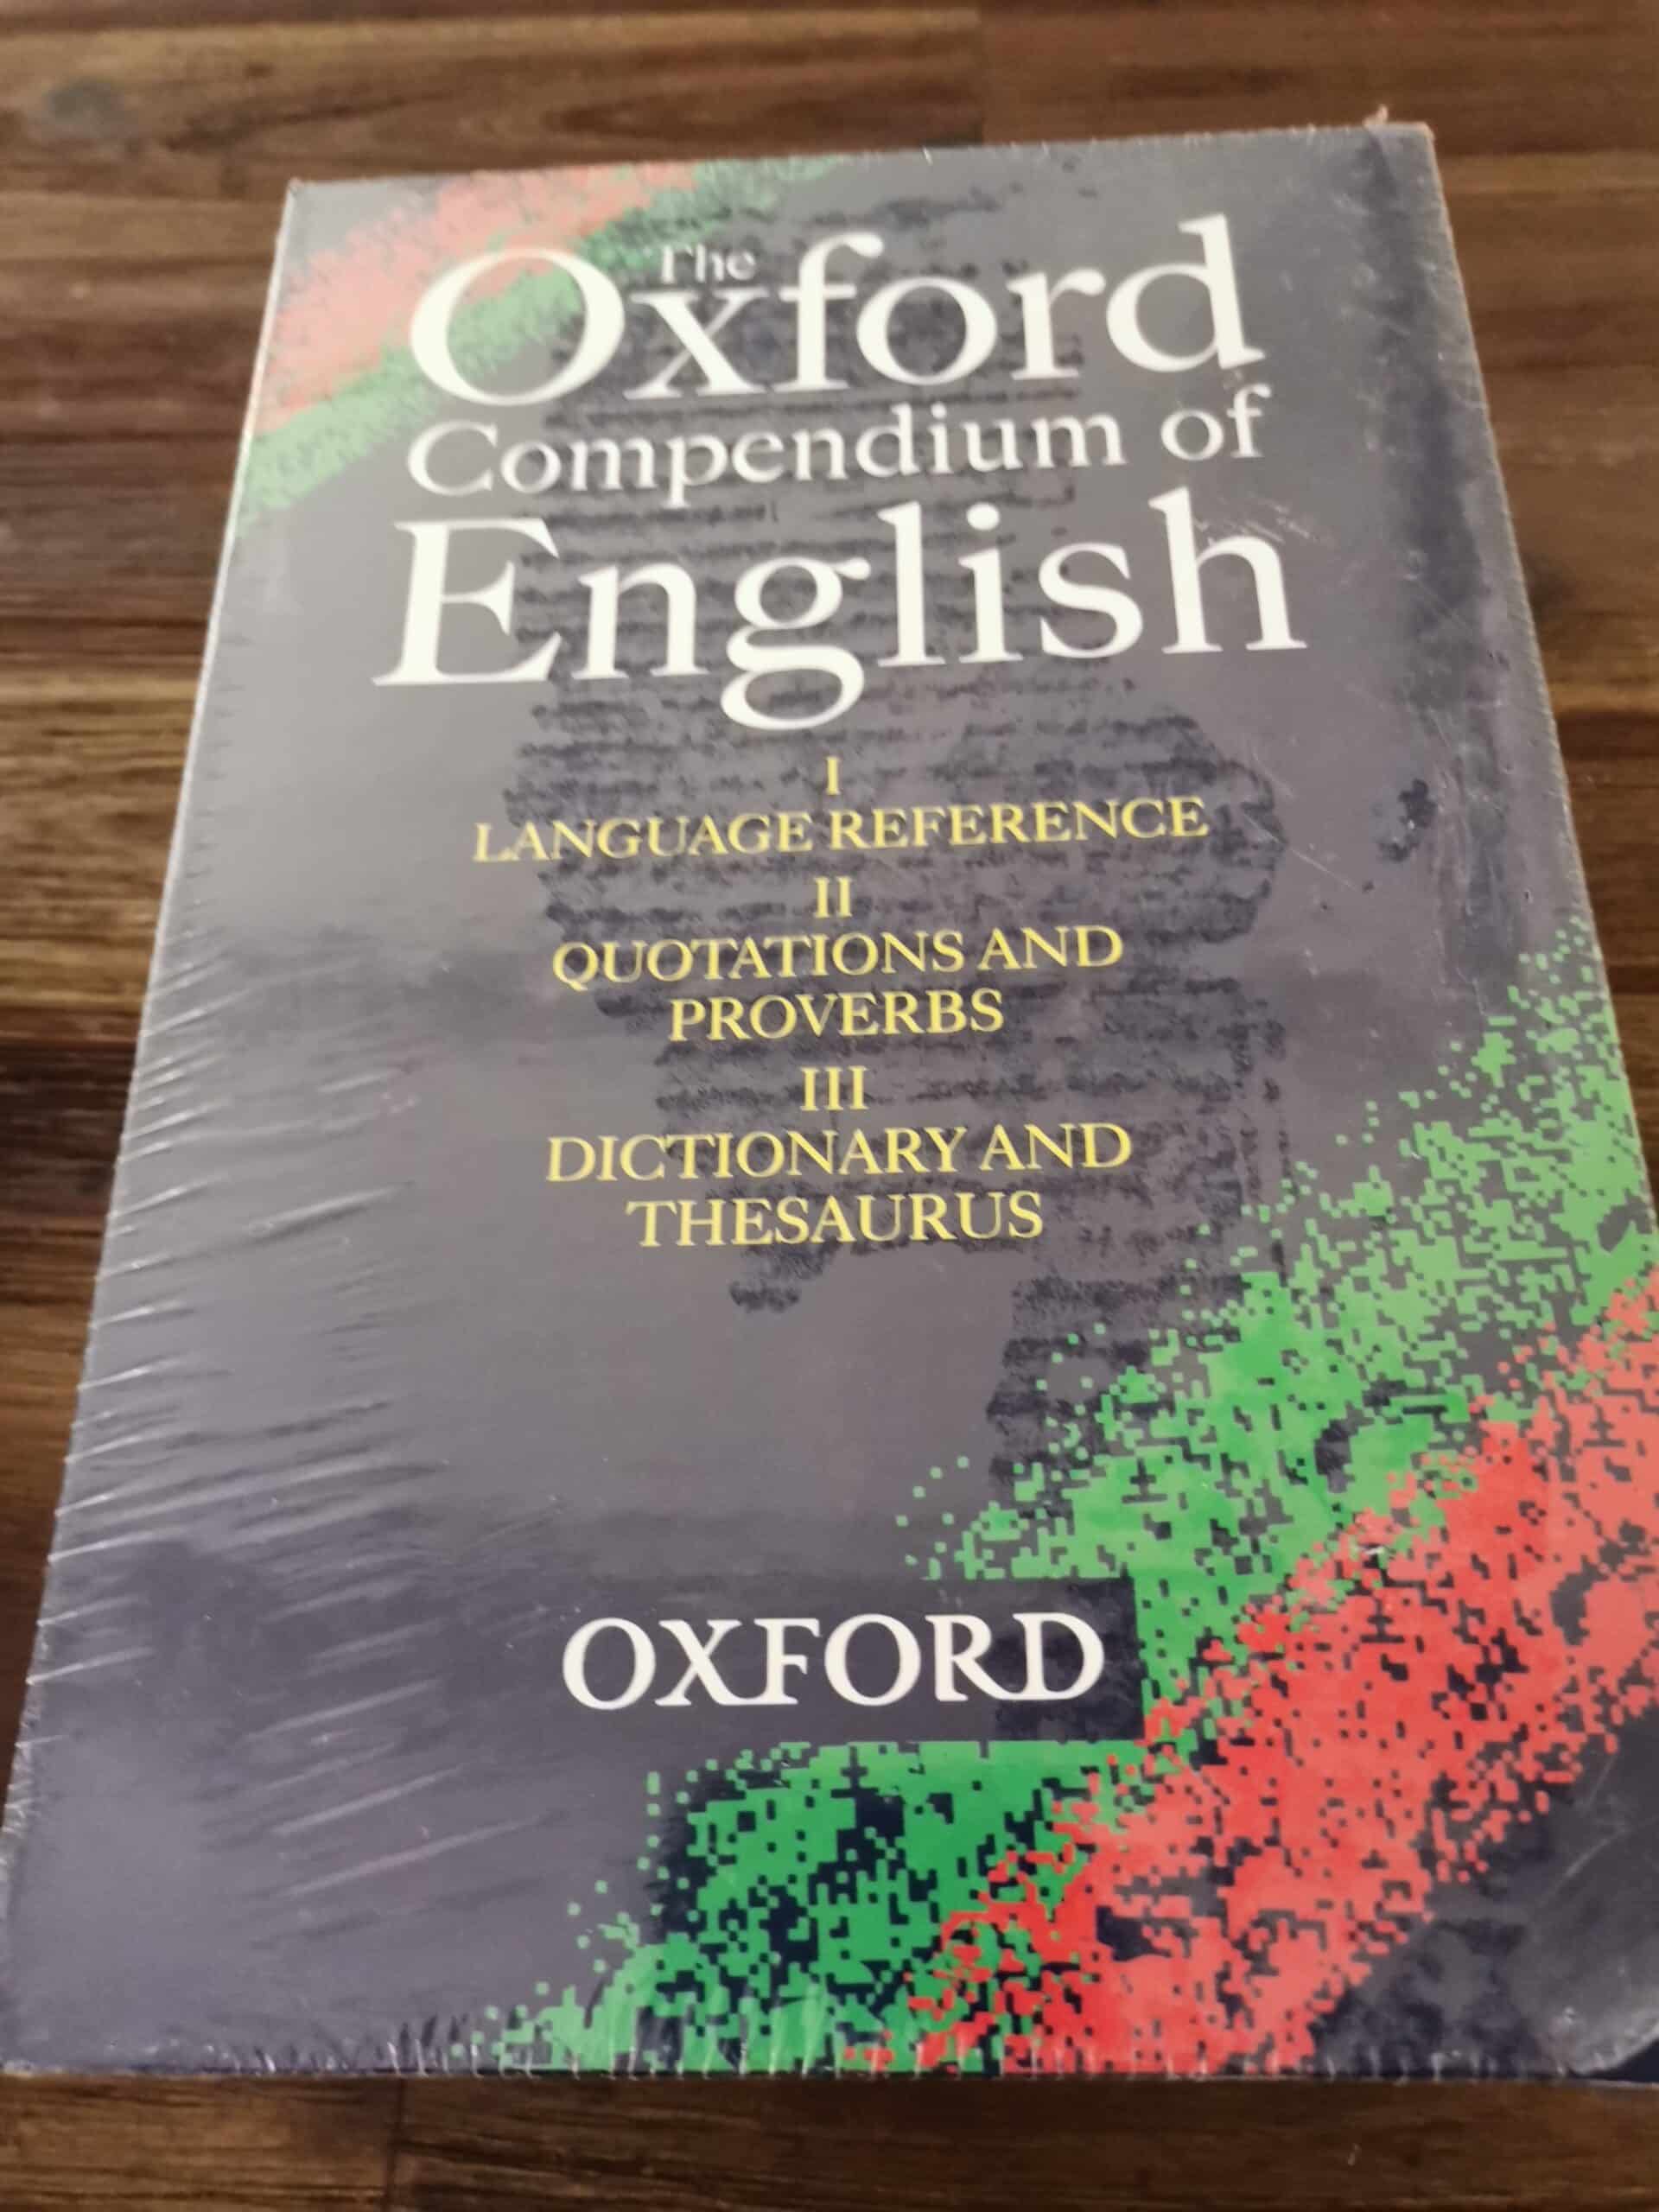 The
Oxford
Compendium of
English
I
LANGUAGE REFERENCE
II
QUOTATIONS AND
PROVERBS
III
DICTIONARY AND
THESAURUS
OXFORD